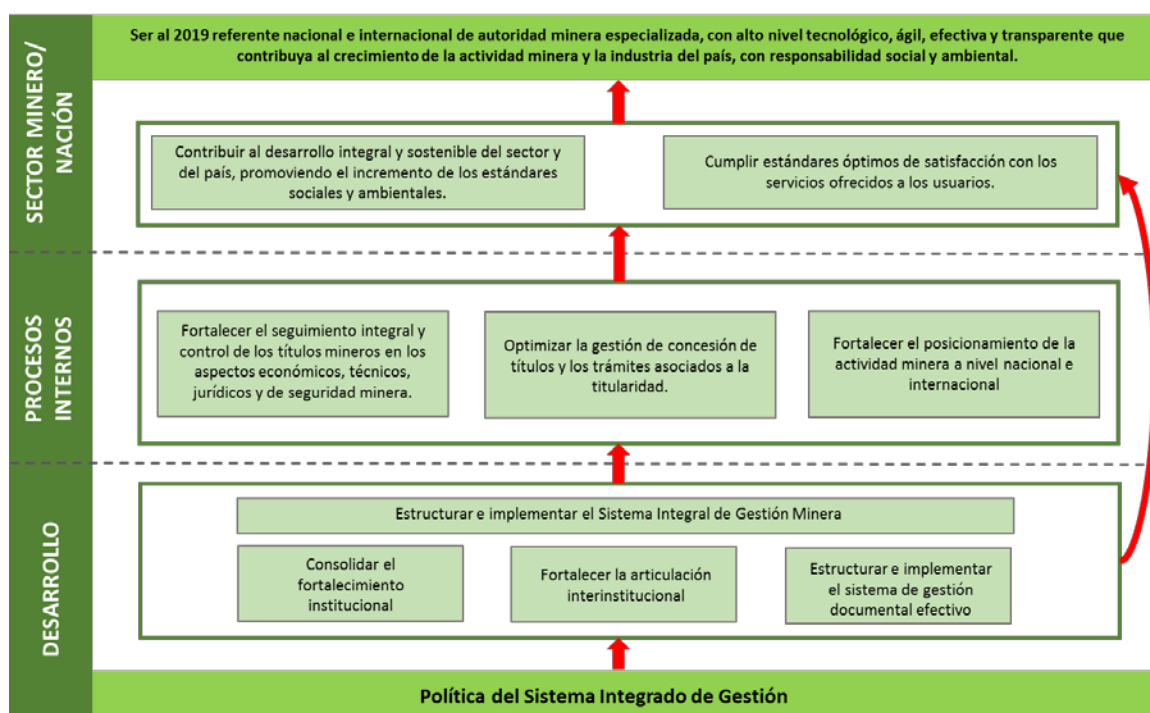 SECTOR MINERO/
NACIÓN
Ser al 2019 referente nacional e internacional de autoridad minera especializada, con alto nivel tecnológico, ágil, efectiva y transparente que
contribuya al crecimiento de la actividad minera y la industria del país, con responsabilidad social y ambiental.
Contribuir al desarrollo integral y sostenible del sector y
del país, promoviendo el incremento de los estándares
sociales y ambientales.
Cumplir estándares óptimos de satisfacción con los
servicios ofrecidos a los usuarios.
PROCESOS
INTERNOS
Fortalecer el seguimiento integral y
control de los títulos mineros en los
aspectos económicos, técnicos,
jurídicos y de seguridad minera.
Optimizar la gestión de concesión de
títulos y los trámites asociados a la
titularidad.
Fortalecer el posicionamiento de la
actividad minera a nivel nacional e
internacional
DESARROLLO
Estructurar e implementar el Sistema Integral de Gestión Minera
Consolidar el
fortalecimiento
institucional
Fortalecer la articulación
interinstitucional
Estructurar e implementar
el sistema de gestión
documental efectivo
Política del Sistema Integrado de Gestión